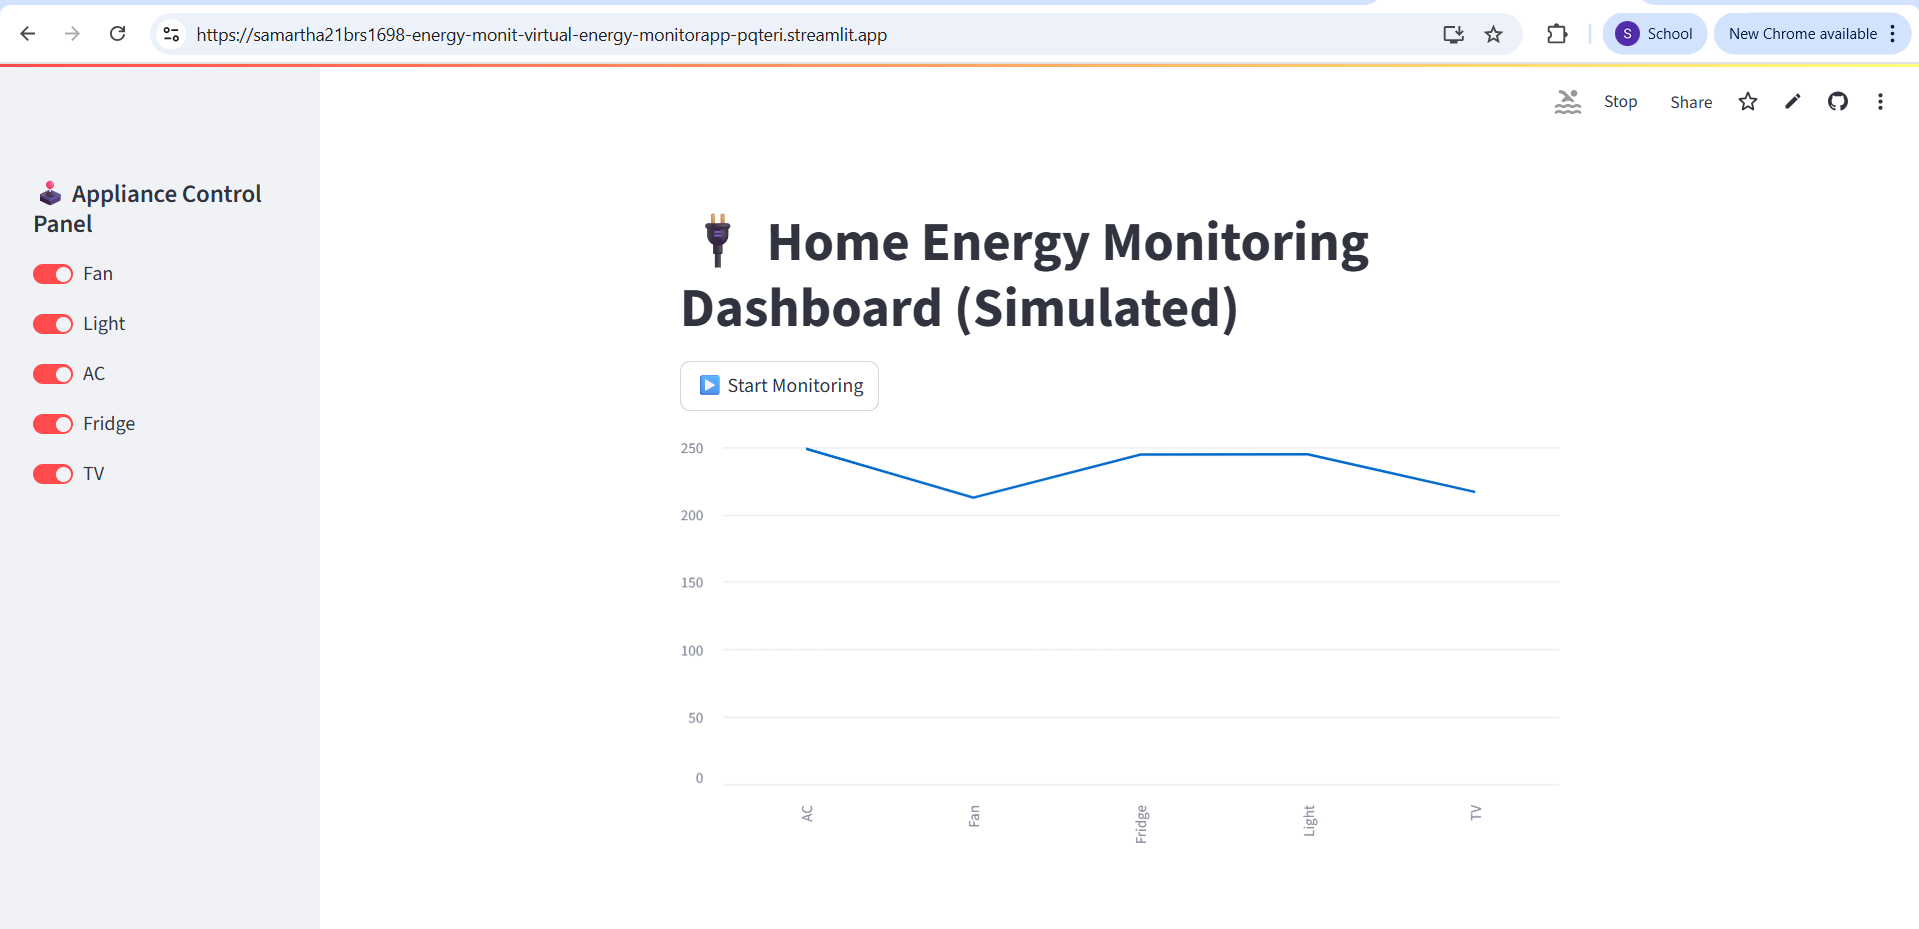 https://samartha21brs1698-energy-monit-virtual-energy-monitorapp-pqteri.streamlit.app
S School
New Chrome available
Stop
Share
Appliance Control
Panel
Fan
Light
AC
Fridge
TV
Home Energy Monitoring
Dashboard (Simulated)
Start Monitoring
250
200
150
100
50
0
AC
Fan
Fridge
Light
TV